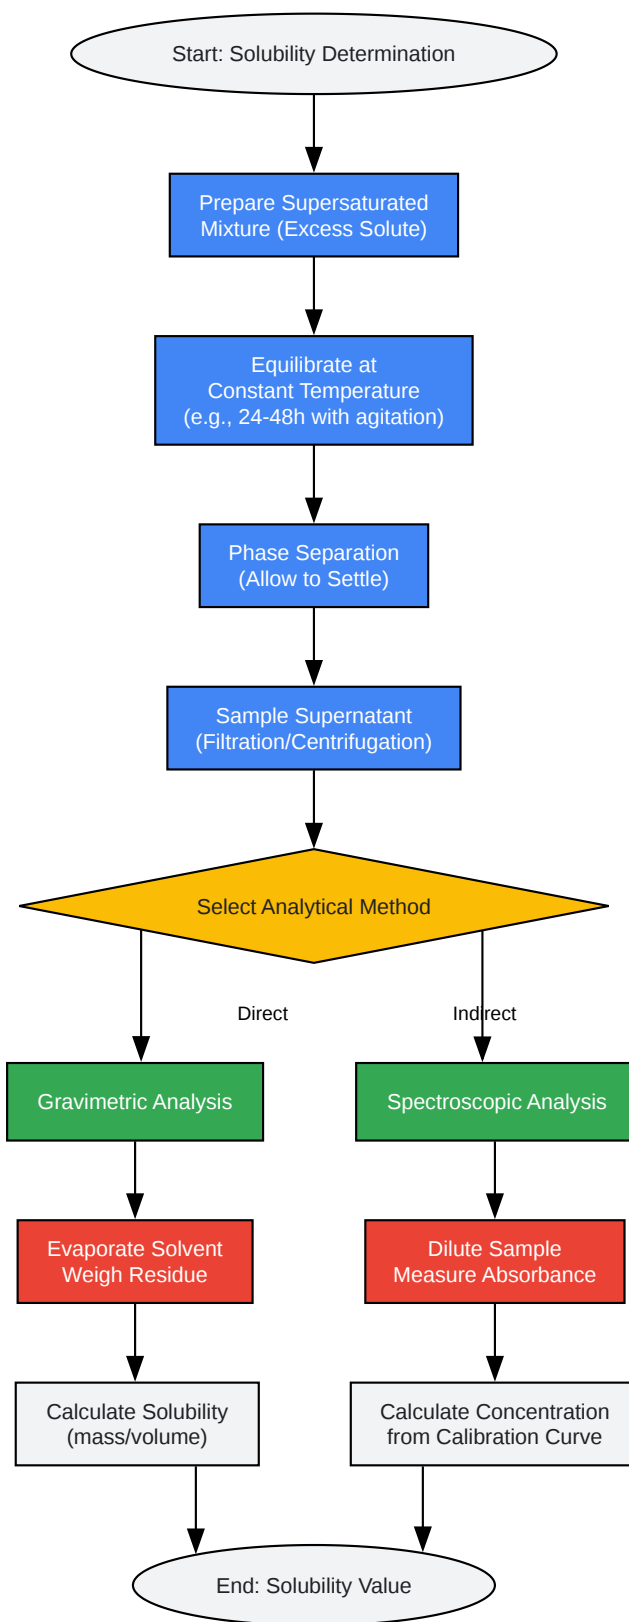 Start: Solubility Determination
Prepare Supersaturated
Mixture (Excess Solute)
Equilibrate at
Constant Temperature
(e.g., 24-48h with agitation)
Phase Separation
(Allow to Settle)
Sample Supernatant
(Filtration/Centrifugation)
Select Analytical Method
Direct
Indirect
Gravimetric Analysis
Spectroscopic Analysis
Evaporate Solvent
Weigh Residue
Dilute Sample
Measure Absorbance
Calculate Solubility
(mass/volume)
Calculate Concentration
from Calibration Curve
End: Solubility Value